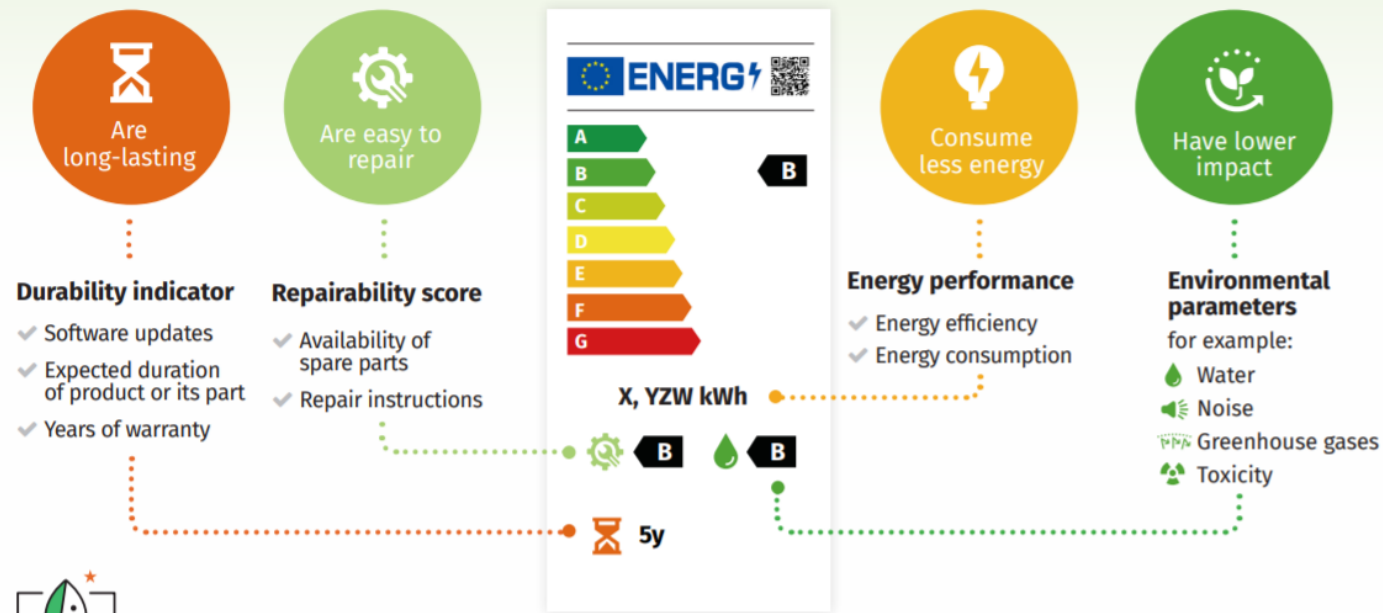 Are
long-lasting
Durability indicator
Software updates
Expected duration
of product or its part
Years of warranty
Are easy to
repair
Repairability score
Availability of
spare parts
Repair instructions
ENERG
A
B
B
C
D
E
F
G
X, YZW kWh
B
B
5y
Consume
less energy
Energy performance
Energy efficiency
Energy consumption
Have lower
impact
Environmental
parameters
for example:
Water
Noise
Greenhouse gases
Toxicity